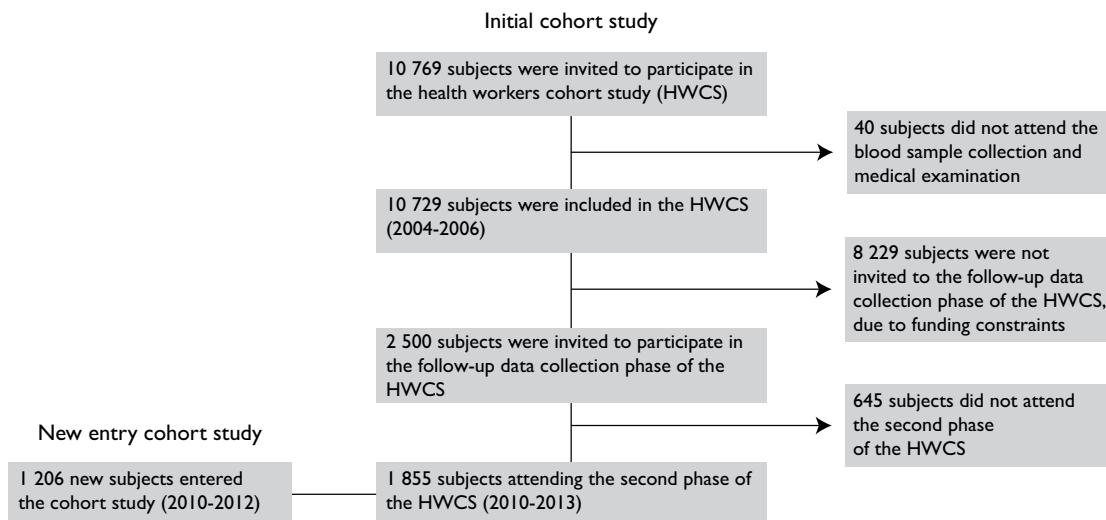 Initial cohort study
10 769 subjects were invited to participate in
the health workers cohort study (HWCS)
40 subjects did not attend the
blood sample collection and
medical examination
10 729 subjects were included in the HWCS
(2004-2006)
8 229 subjects were not
invited to the follow-up data
collection phase of the HWCS,
due to funding constraints
2 500 subjects were invited to participate in
the follow-up data collection phase of the
HWCS
645 subjects did not attend
the second phase
of the HWCS
New entry cohort study
1 206 new subjects entered
the cohort study (2010-2012)
1 855 subjects attending the second phase of
the HWCS (2010-2013)